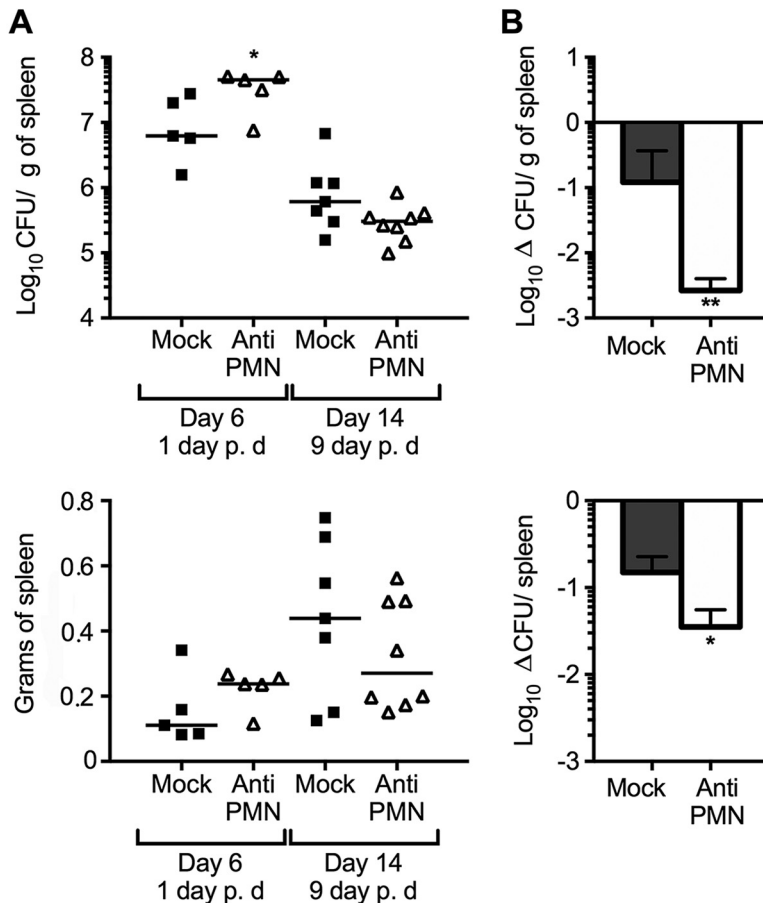 A
Log10 CFU/ g of spleen
8
7
6
5
4
*
Mock
Anti
PMN
Mock
Anti
PMN
Day 6
1 day p. d
Day 14
9 day p. d
B
Log10 Δ CFU/ g of spleen
1
0
-1
-2
-3
**
Mock
Anti
PMN
Grams of spleen
0.8
0.6
0.4
0.2
0
Mock
Anti
PMN
Mock
Anti
PMN
Day 6
1 day p. d
Day 14
9 day p. d
Log10 ΔCFU/ spleen
0
-1
-2
-3
*
Mock
Anti
PMN